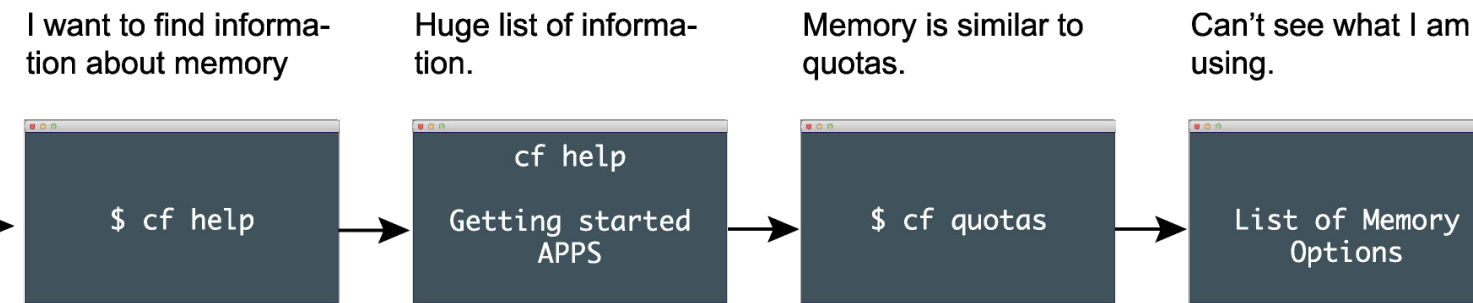 I want to find informa-
tion about memory
Huge list of informa-
tion.
Memory is similar to
quotas.
Can't see what I am
using.
$ cf help
cf help
Getting started
APPS
$ cf quotas
List of Memory
Options